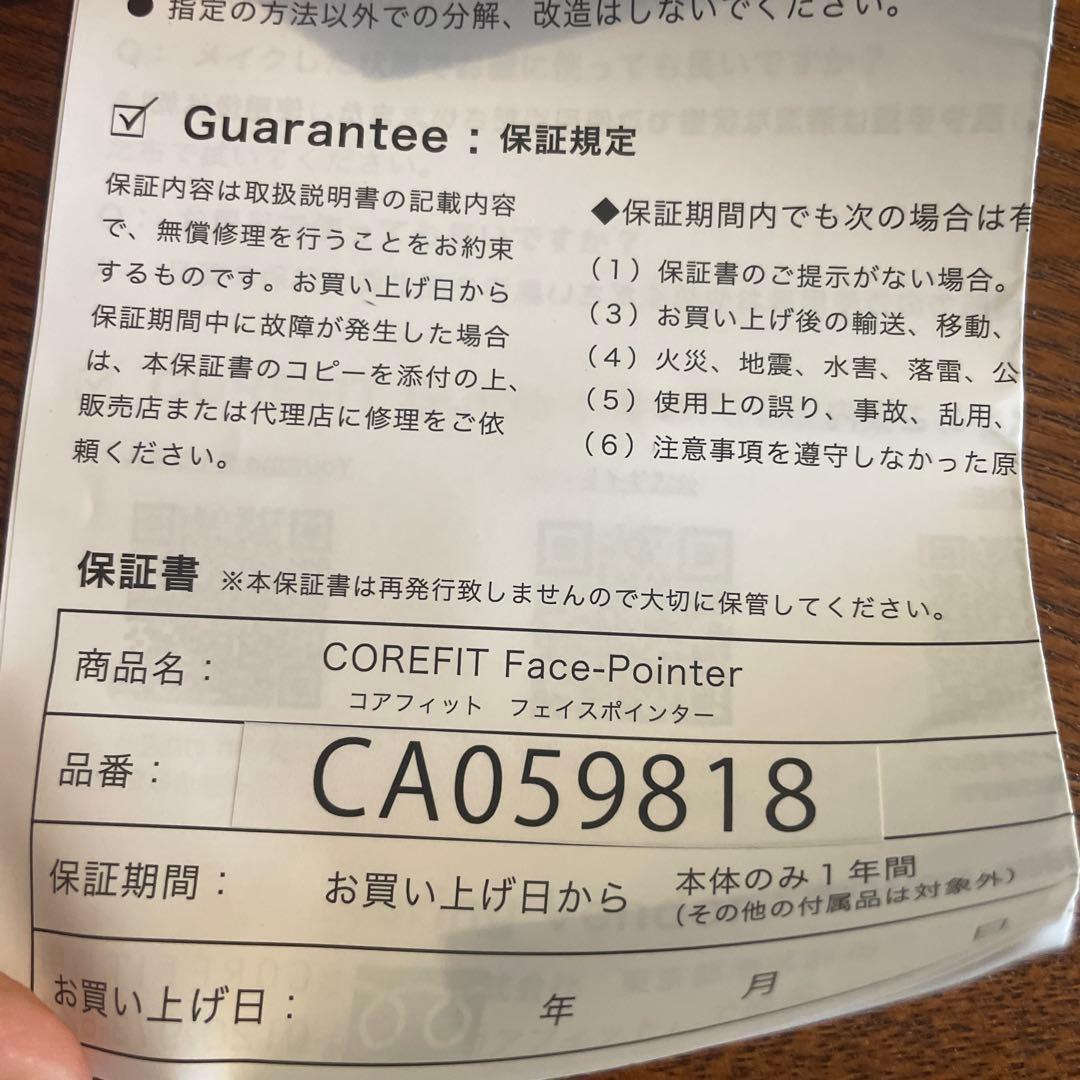 ● 指定の方法以外での分解、改造はしないでください。
☑ Guarantee：保証規定
保証内容は取扱説明書の記載内容
で、無償修理を行うことをお約束
するものです。お買い上げ日から
保証期間中に故障が発生した場合
は、本保証書のコピーを添付の上、
販売店または代理店に修理をご依
頼ください。
◆保証期間内でも次の場合は有
（1）保証書のご提示がない場合。
（3）お買い上げ後の輸送、移動、
（4）火災、地震、水害、落雷、公
（5）使用上の誤り、事故、乱用、
（6）注意事項を遵守しなかった原
保証書 ※本保証書は再発行致しませんので大切に保管してください。
商品名： COREFIT Face-Pointer
コアフィット フェイスポインター
品番： CA059818
保証期間： お買い上げ日から 本体のみ１年間
（その他の付属品は対象外）
お買い上げ日： 年 月 日